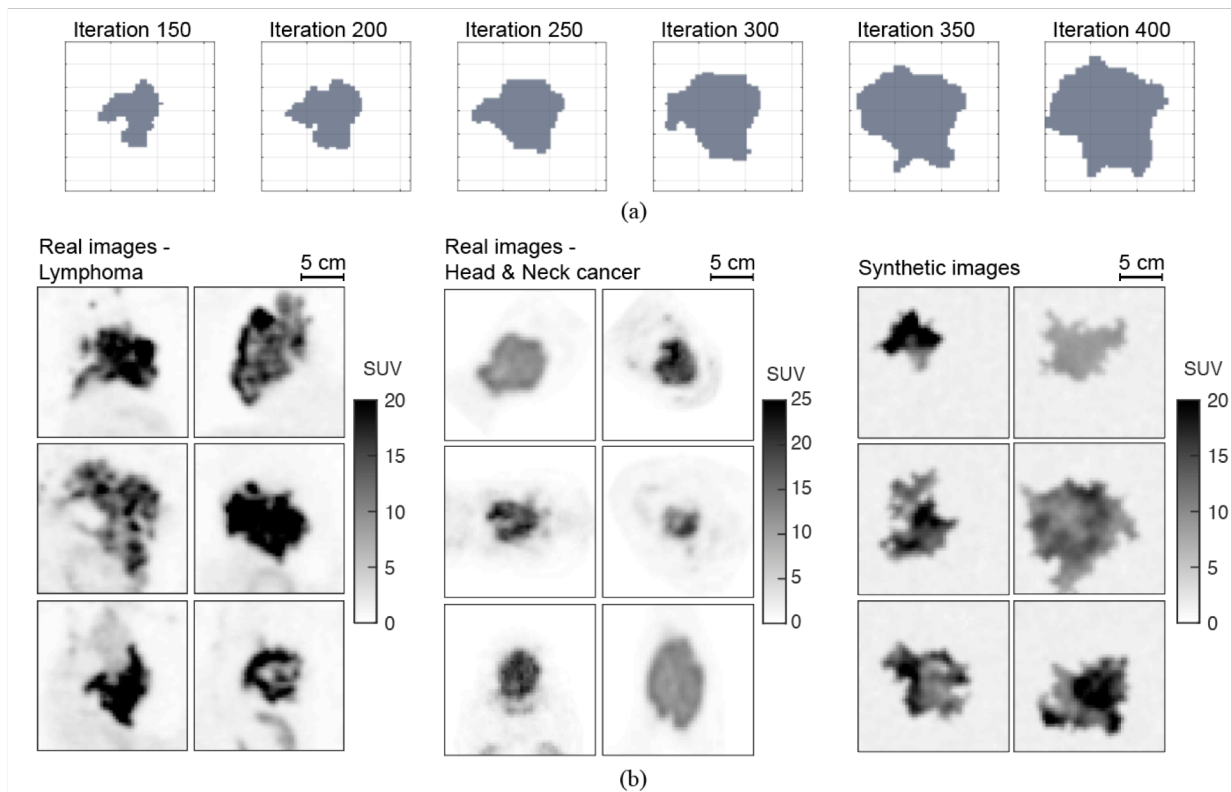 Iteration 150 Iteration 200 Iteration 250 Iteration 300 Iteration 350 Iteration 400
(a)
Real images -
Lymphoma
5 cm
SUV
20
15
10
5
0
Real images -
Head & Neck cancer
5 cm
SUV
25
20
15
10
5
0
Synthetic images
5 cm
SUV
20
15
10
5
0
(b)